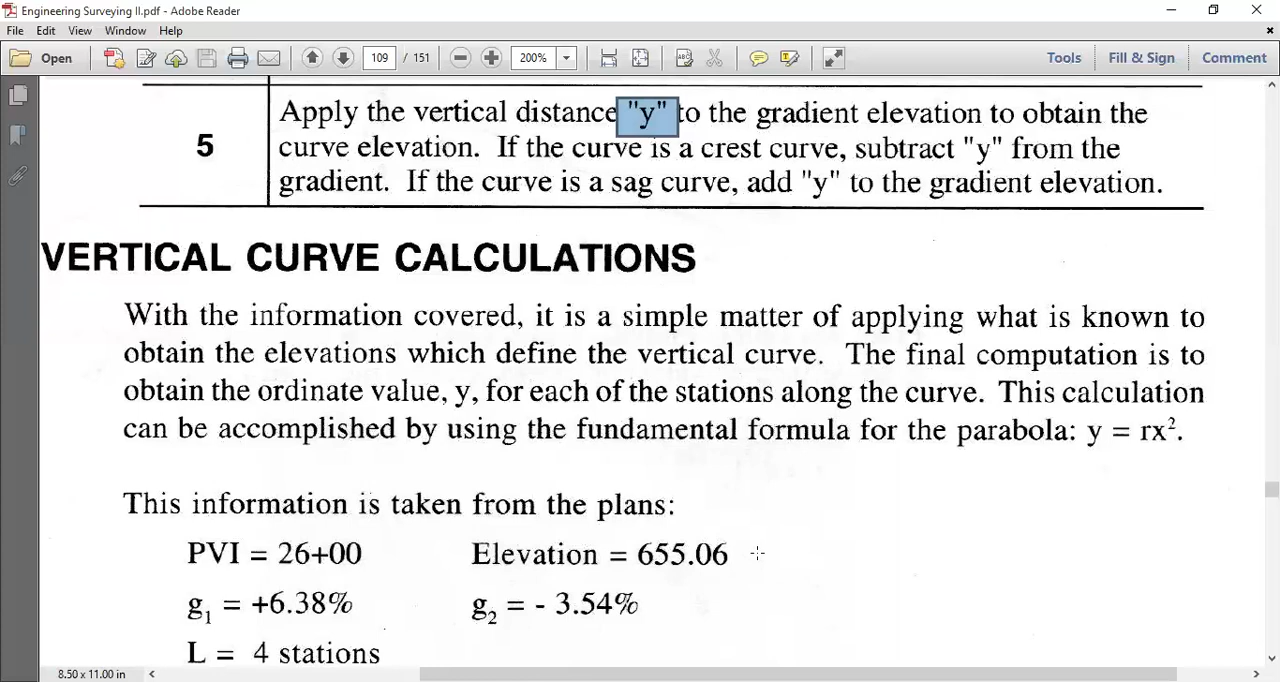 Engineering Surveying II.pdf - Adobe Reader
File Edit View Window Help
Open 109 / 151 200% Tools Fill & Sign Comment
5
Apply the vertical distance "y" to the gradient elevation to obtain the
curve elevation. If the curve is a crest curve, subtract "y" from the
gradient. If the curve is a sag curve, add "y" to the gradient elevation.
VERTICAL CURVE CALCULATIONS
With the information covered, it is a simple matter of applying what is known to
obtain the elevations which define the vertical curve. The final computation is to
obtain the ordinate value, y, for each of the stations along the curve. This calculation
can be accomplished by using the fundamental formula for the parabola: y = rx².
This information is taken from the plans:
PVI = 26+00 Elevation = 655.06
g₁ = +6.38% g₂ = - 3.54%
L = 4 stations
8.50 x 11.00 in